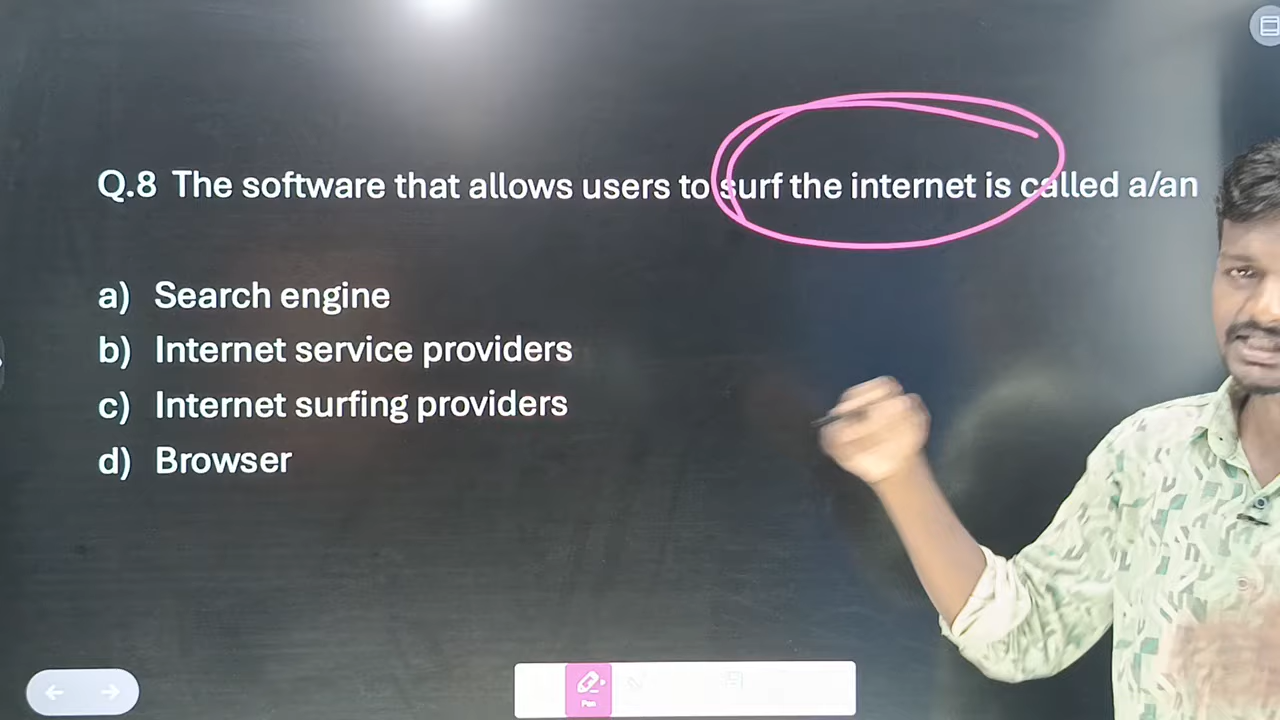 Q.8 The software that allows users to surf the internet is called a/an
a) Search engine
b) Internet service providers
c) Internet surfing providers
d) Browser
Pen